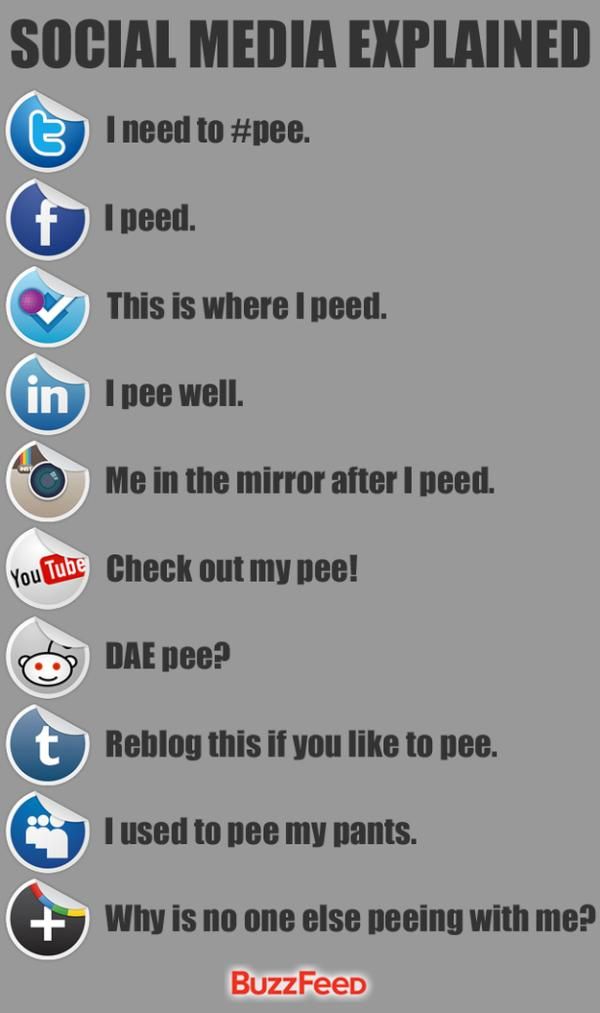 SOCIAL MEDIA EXPLAINED
I need to #pee.
f
I peed.
This is where I peed.
in
I pee well.
Me in the mirror after I peed.
YouTube
Check out my pee!
DAE pee?
t
Reblog this if you like to pee.
I used to pee my pants.
+
Why is no one else peeing with me?
BUZZFEED